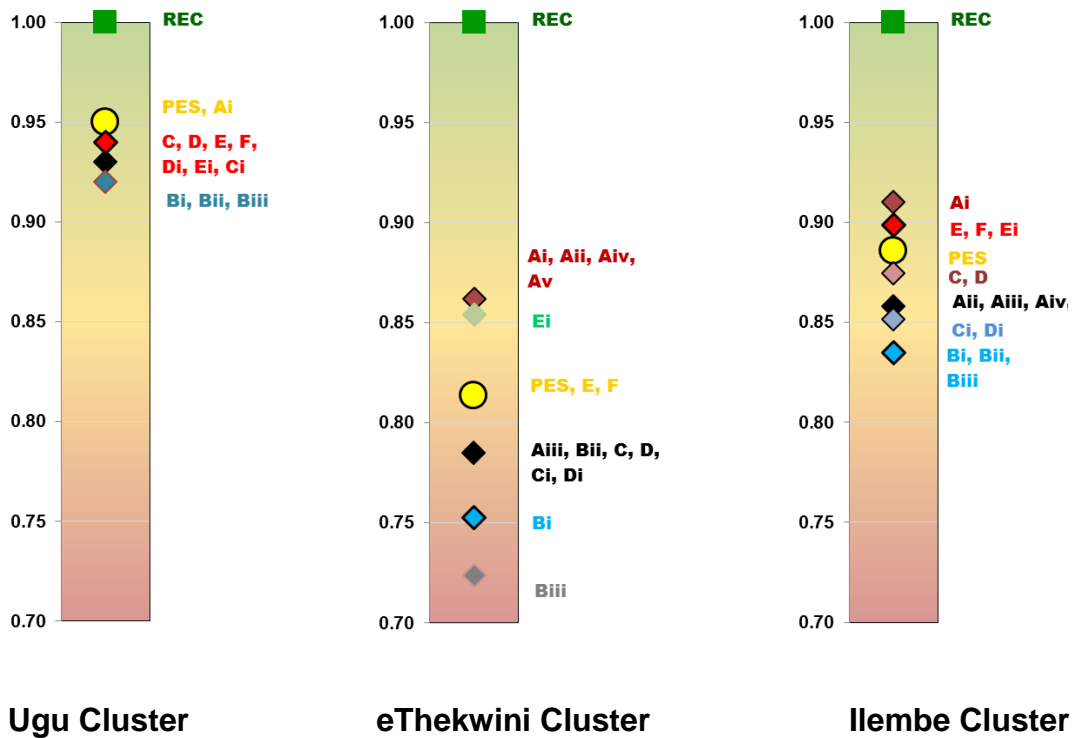 1.00
REC
0.95
PES, Ai
C, D, E, F,
Di, Ei, Ci
Bi, Bii, Biii
0.90
0.85
0.80
0.75
0.70
Ugu Cluster
1.00
REC
0.95
0.90
Ai, Aii, Aiv,
Av
0.85
Ei
PES, E, F
0.80
Aiii, Bii, C, D,
Ci, Di
0.75
Bi
Biii
0.70
eThekwini Cluster
1.00
REC
0.95
0.90
Ai
E, F, Ei
PES
C, D
Aii, Aiii, Aiv,
0.85
Ci, Di
Bi, Bii,
Biii
0.80
0.75
0.70
Ilembe Cluster